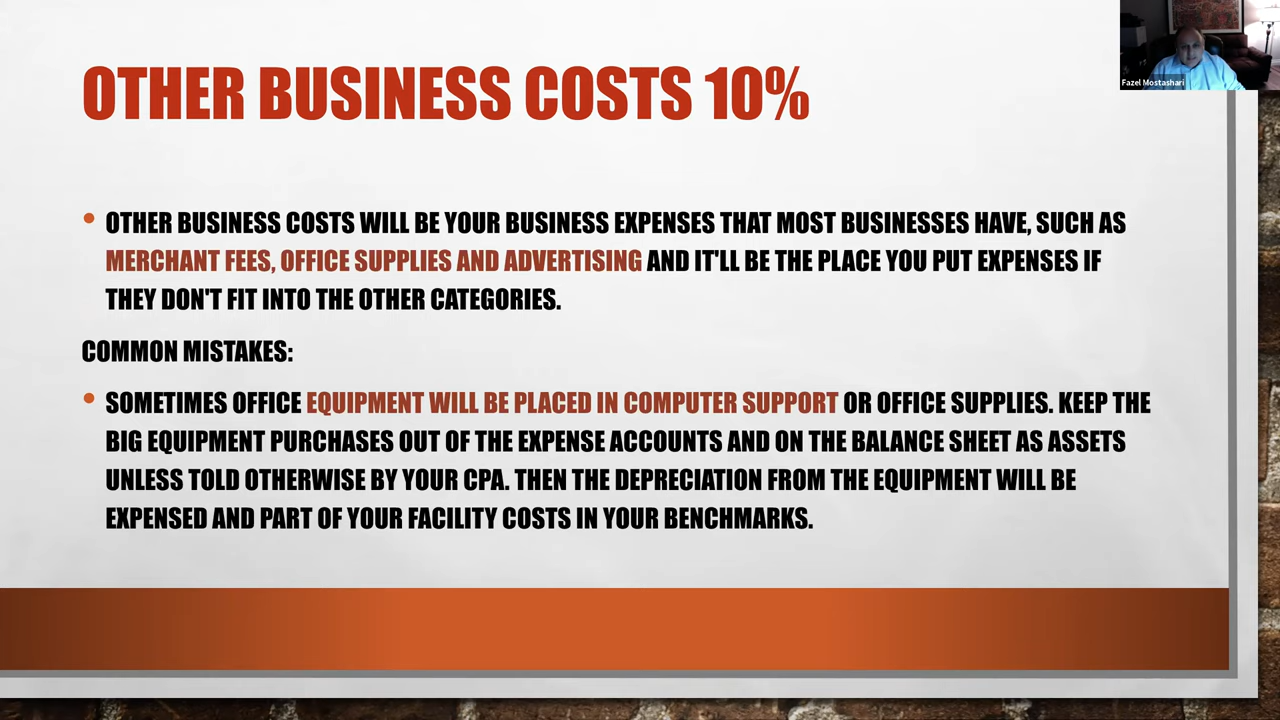 OTHER BUSINESS COSTS 10%
Fazel Mostashari
• OTHER BUSINESS COSTS WILL BE YOUR BUSINESS EXPENSES THAT MOST BUSINESSES HAVE, SUCH AS
MERCHANT FEES, OFFICE SUPPLIES AND ADVERTISING AND IT'LL BE THE PLACE YOU PUT EXPENSES IF
THEY DON'T FIT INTO THE OTHER CATEGORIES.
COMMON MISTAKES:
• SOMETIMES OFFICE EQUIPMENT WILL BE PLACED IN COMPUTER SUPPORT OR OFFICE SUPPLIES. KEEP THE
BIG EQUIPMENT PURCHASES OUT OF THE EXPENSE ACCOUNTS AND ON THE BALANCE SHEET AS ASSETS
UNLESS TOLD OTHERWISE BY YOUR CPA. THEN THE DEPRECIATION FROM THE EQUIPMENT WILL BE
EXPENSED AND PART OF YOUR FACILITY COSTS IN YOUR BENCHMARKS.